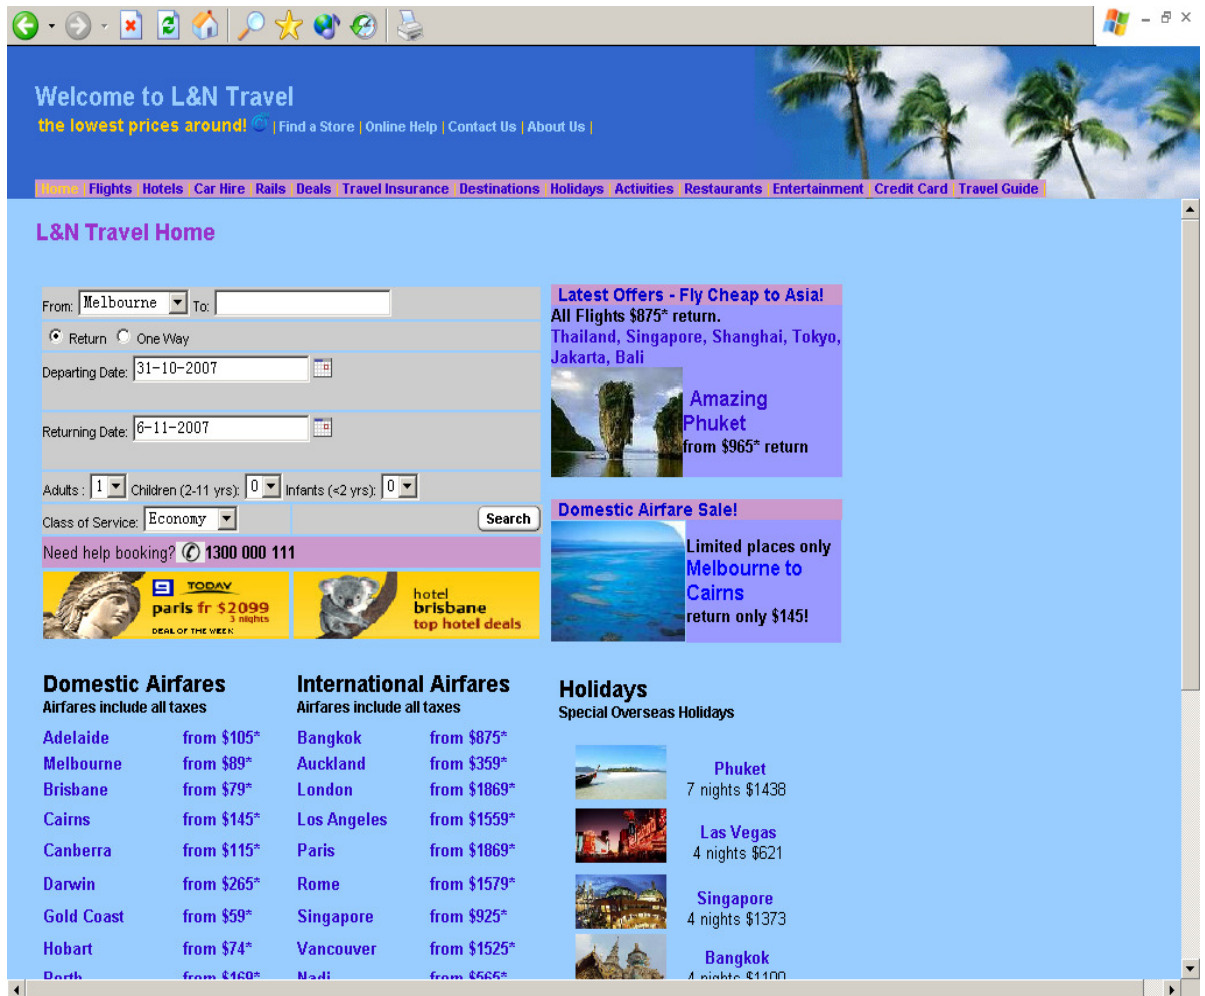 Welcome to L&N Travel
the lowest prices around! | Find a Store | Online Help | Contact Us | About Us |
| Home | Flights | Hotels | Car Hire | Rails | Deals | Travel Insurance | Destinations | Holidays | Activities | Restaurants | Entertainment | Credit Card | Travel Guide |
L&N Travel Home
From: Melbourne To:
Return One Way
Departing Date: 31-10-2007
Returning Date: 6-11-2007
Adults : 1 Children (2-11 yrs): 0 Infants (<2 yrs): 0
Class of Service: Economy Search
Need help booking? 1300 000 111
9 TODAY
paris fr $2099
3 nights
DEAL OF THE WEEK
hotel
brisbane
top hotel deals
Latest Offers - Fly Cheap to Asia!
All Flights $875* return.
Thailand, Singapore, Shanghai, Tokyo,
Jakarta, Bali
Amazing
Phuket
from $965* return
Domestic Airfare Sale!
Limited places only
Melbourne to
Cairns
return only $145!
Domestic Airfares
Airfares include all taxes
Adelaide from $105*
Melbourne from $89*
Brisbane from $79*
Cairns from $145*
Canberra from $115*
Darwin from $265*
Gold Coast from $59*
Hobart from $74*
Perth from $169*
International Airfares
Airfares include all taxes
Bangkok from $875*
Auckland from $359*
London from $1869*
Los Angeles from $1559*
Paris from $1869*
Rome from $1579*
Singapore from $925*
Vancouver from $1525*
Nadi from $565*
Holidays
Special Overseas Holidays
Phuket
7 nights $1438
Las Vegas
4 nights $621
Singapore
4 nights $1373
Bangkok
4 nights $1100